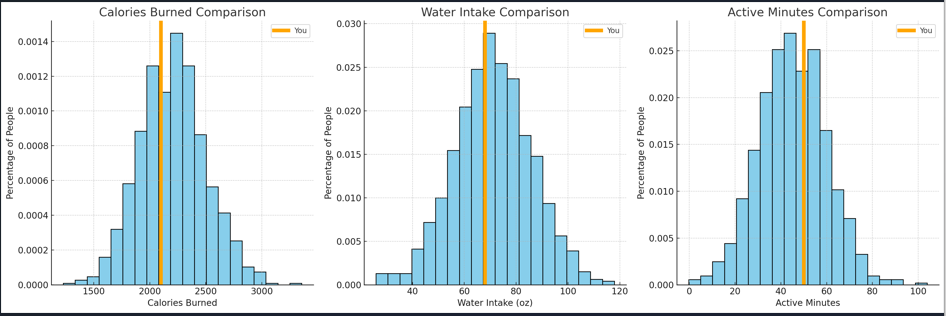 Calories Burned Comparison
You
Percentage of People
0.0014
0.0012
0.0010
0.0008
0.0006
0.0004
0.0002
0.0000
1500 2000 2500 3000
Calories Burned
Water Intake Comparison
You
Percentage of People
0.030
0.025
0.020
0.015
0.010
0.005
0.000
40 60 80 100 120
Water Intake (oz)
Active Minutes Comparison
You
Percentage of People
0.025
0.020
0.015
0.010
0.005
0.000
0 20 40 60 80 100
Active Minutes